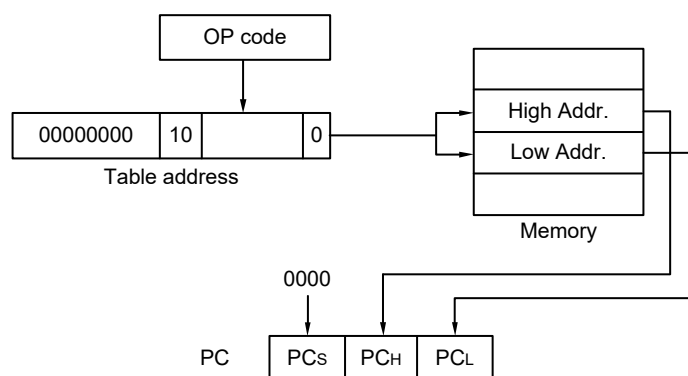 OP code
00000000 10 0
Table address
High Addr.
Low Addr.
Memory
0000
PC PCS PCH PCL